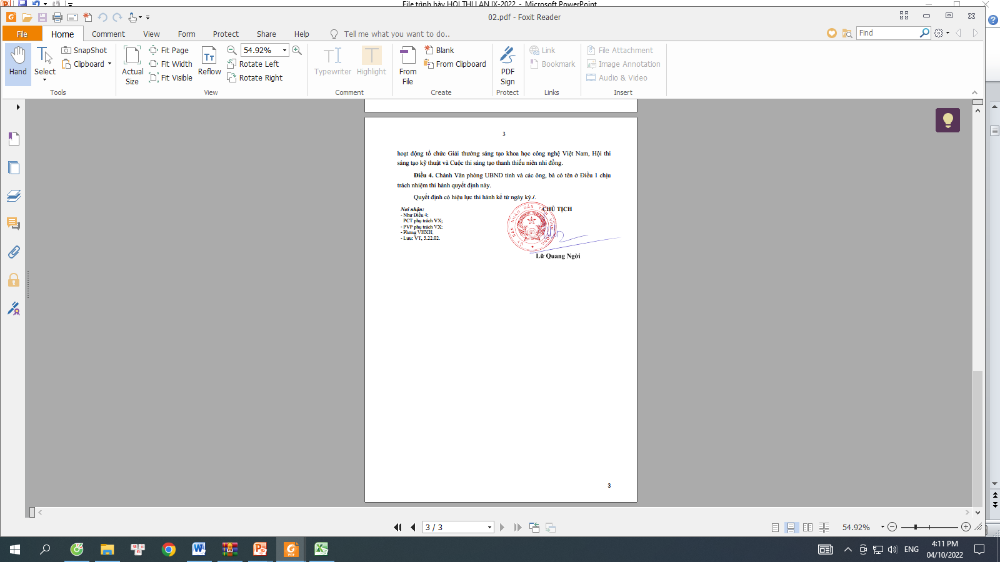 File trình bày HỘI THI LAN IX-2022 - Microsoft PowerPoint
02.pdf - Foxit Reader
File
Home
Comment
View
Form
Protect
Share
Help
Tell me what you want to do..
Find
Hand
Select
SnapShot
Clipboard
Tools
Actual Size
Fit Page
Fit Width
Fit Visible
Reflow
54.92%
Rotate Left
Rotate Right
View
Typewriter
Highlight
Comment
From File
Blank
From Clipboard
Create
PDF Sign
Protect
Link
Bookmark
Links
File Attachment
Image Annotation
Audio & Video
Insert
3
hoạt động tổ chức Giải thưởng sáng tạo khoa học công nghệ Việt Nam, Hội thi
sáng tạo kỹ thuật và Cuộc thi sáng tạo thanh thiếu niên nhi đồng.
Điều 4. Chánh Văn phòng UBND tỉnh và các ông, bà có tên ở Điều 1 chịu
trách nhiệm thi hành quyết định này.
Quyết định có hiệu lực thi hành kể từ ngày ký./.
Nơi nhận:
- Như Điều 4;
PCT phụ trách VX;
- PVP phụ trách VX;
- Phòng VHXH;
- Lưu: VT, 3.22.02.
CHỦ TỊCH
Lữ Quang Ngời
3
3 / 3
54.92%
ENG
4:11 PM
04/10/2022